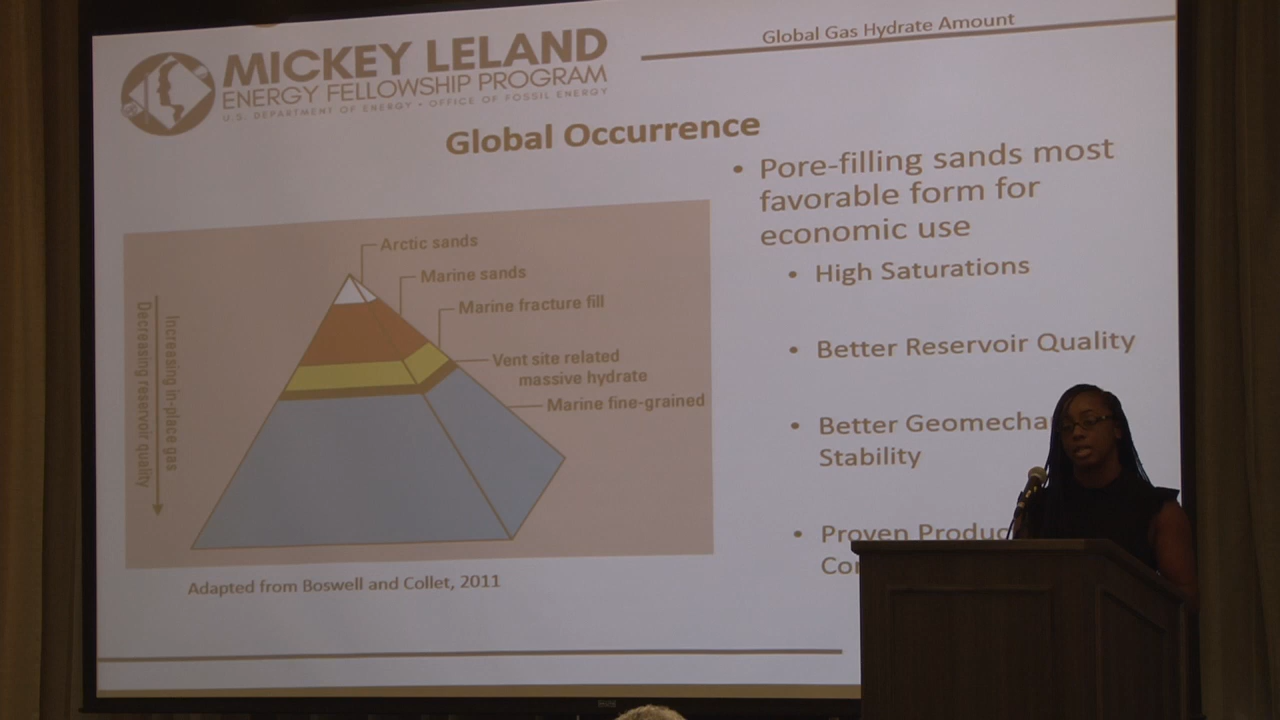 MICKEY LELAND
ENERGY FELLOWSHIP PROGRAM
U.S. DEPARTMENT OF ENERGY • OFFICE OF FOSSIL ENERGY
Global Gas Hydrate Amount
Global Occurrence
Arctic sands
Marine sands
Marine fracture fill
Vent site related
massive hydrate
Marine fine-grained
Increasing in-place gas
Decreasing reservoir quality
Adapted from Boswell and Collet, 2011
• Pore-filling sands most
favorable form for
economic use
• High Saturations
• Better Reservoir Quality
• Better Geomecha
Stability
• Proven Produc
Con